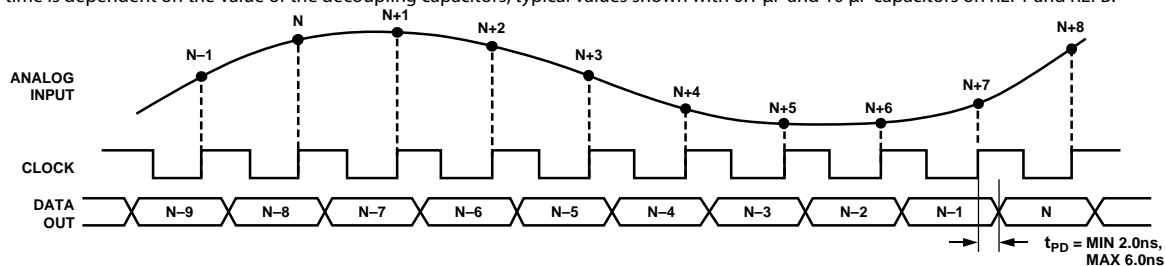 time is dependent on the value of the decoupling capacitors; typical values shown with 0.1 μF and 10 μF capacitors on REFT and REFB.
N+8
N+1
N
N+2
N–1
N+3
N+7
ANALOG
INPUT
N+4
N+5
N+6
CLOCK
DATA
OUT
N–9
N–8
N–7
N–6
N–5
N–4
N–3
N–2
N–1
N
tPD = MIN 2.0ns,
MAX 6.0ns